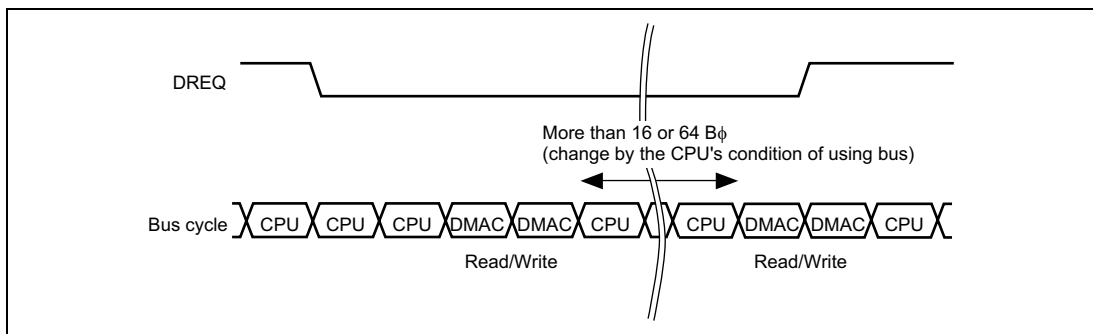 DREQ
More than 16 or 64 Bϕ
(change by the CPU's condition of using bus)
Bus cycle CPU CPU CPU DMAC DMAC CPU CPU DMAC DMAC CPU
Read/Write Read/Write